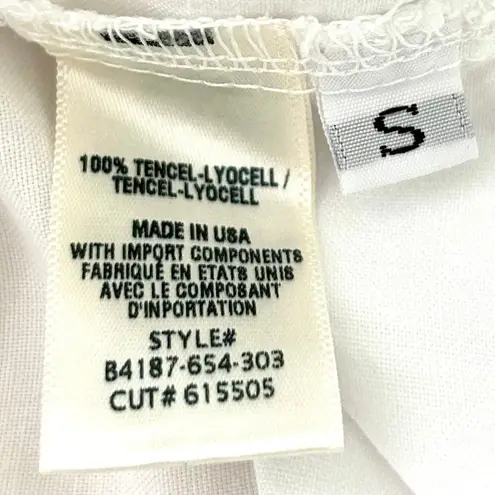 100% TENCEL-LYOCELL /
TENCEL-LYOCELL
MADE IN USA
WITH IMPORT COMPONENTS
FABRIQUÉ EN ETATS UNIS
AVEC LE COMPOSANT
D'INPORTATION
STYLE#
B4187-654-303
CUT# 615505
S